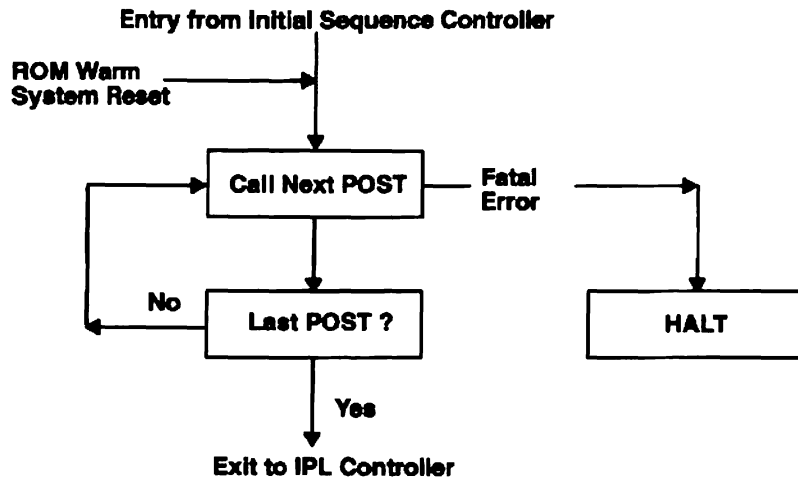 Entry from Initial Sequence Controller
ROM Warm
System Reset
Call Next POST
Fatal
Error
No
Last POST ?
HALT
Yes
Exit to IPL Controller